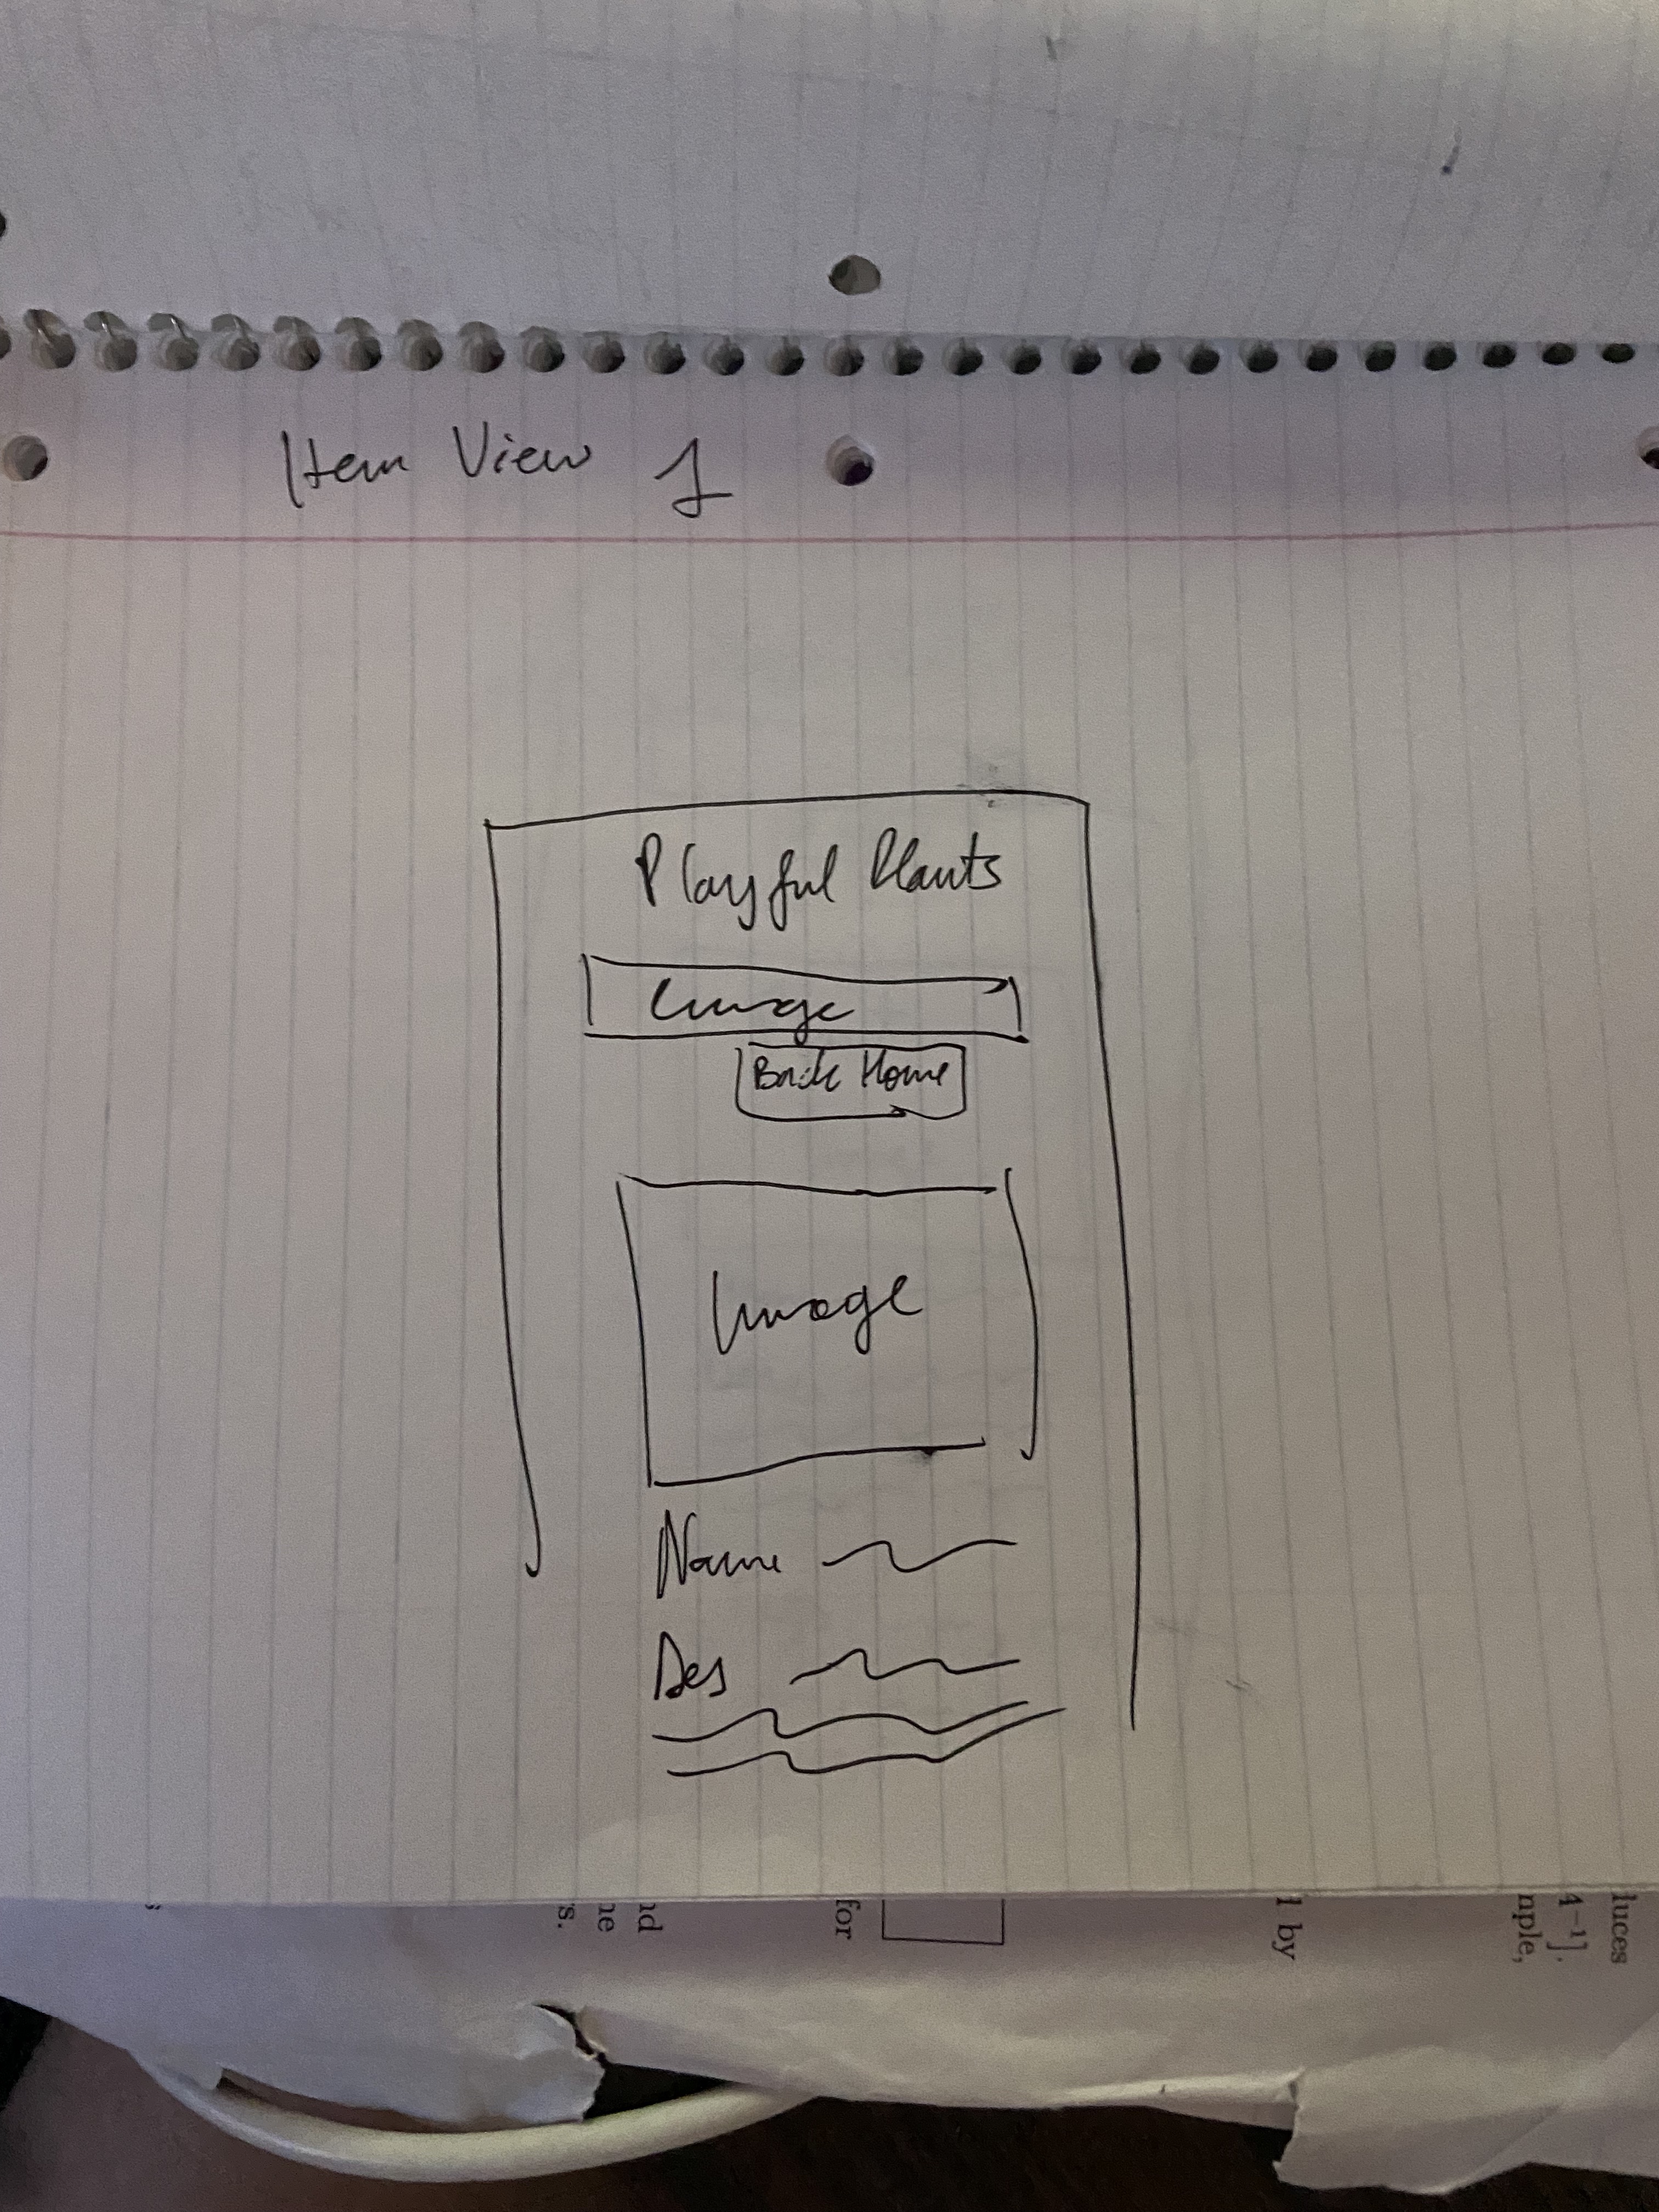 Item View 1
Playful Plants
Image
Back Home
Image
Name
Des
for
1 by
4⁻¹].
luces
nple,
nd
ne
s.